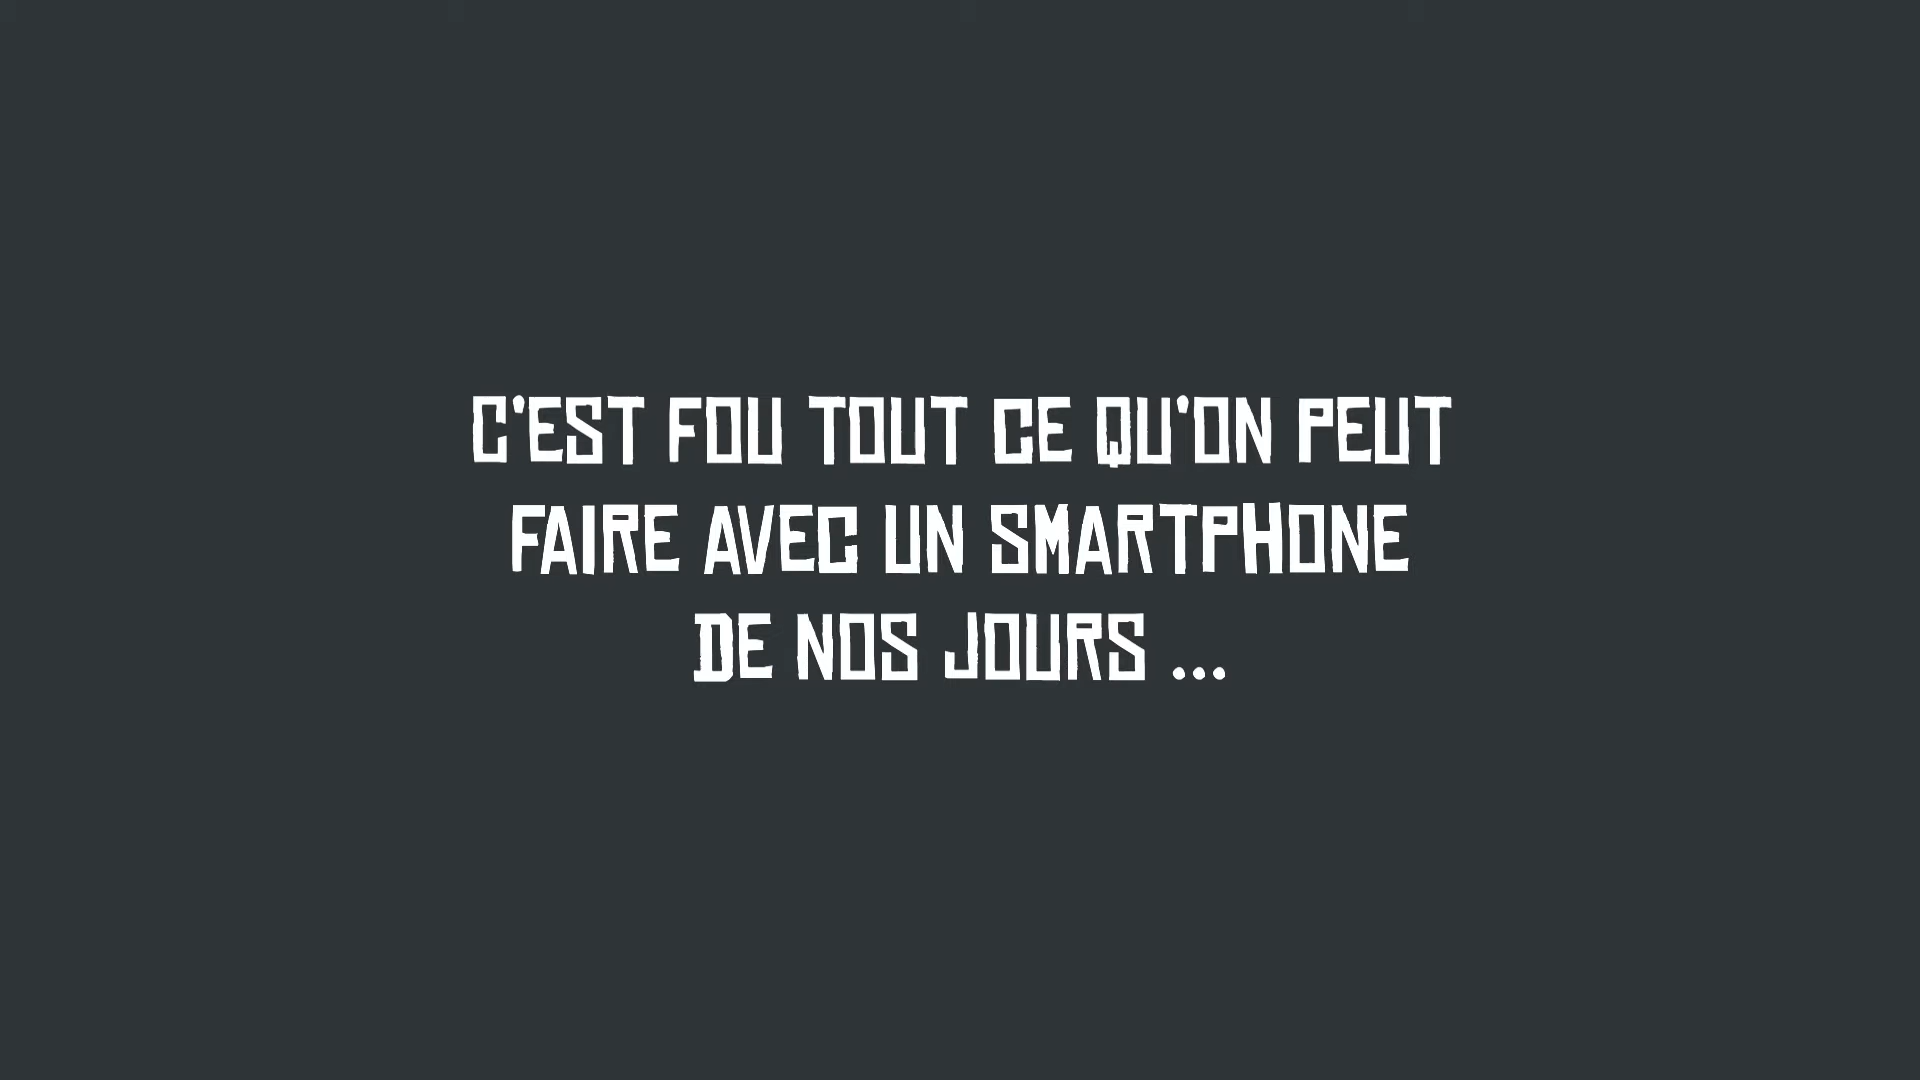 C'EST FOU TOUT CE QU'ON PEUT
FAIRE AVEC UN SMARTPHONE
DE NOS JOURS ...